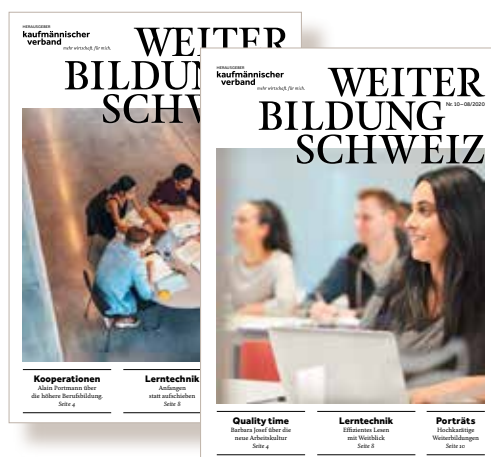 HERAUSGEBER
kaufmännischer
verband
mehr wirtschaft. für mich.
WEITER
BILDUN
SCHW
Kooperationen
Alain Portmann über
die höhere Berufsbildung.
Seite 4
Lerntechnik
Anfangen
statt aufschieben
Seite 8
HERAUSGEBER
kaufmännischer
verband
mehr wirtschaft. für mich.
WEITER
BILDUNG
Nr. 10–08/2020
SCHWEIZ
Quality time
Barbara Josef über die
neue Arbeitskultur
Seite 4
Lerntechnik
Effizientes Lesen
mit Weitblick
Seite 8
Porträts
Hochkarätige
Weiterbildungen
Seite 10